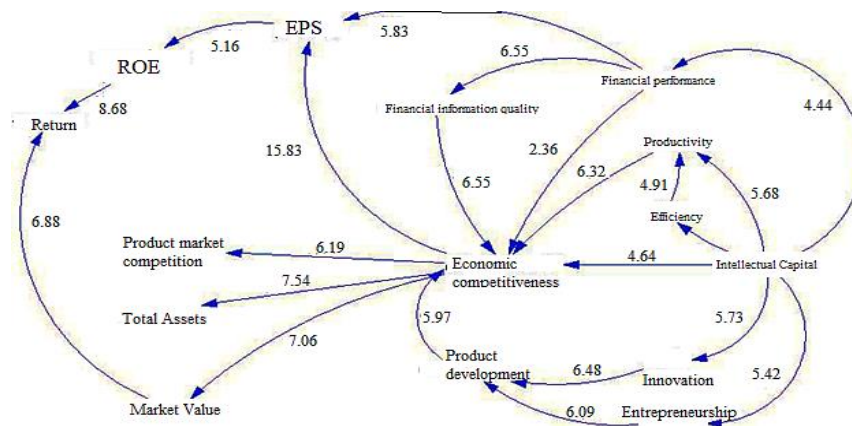 EPS
5.83
5.16
6.55
ROE
Financial performance
8.68
Financial information quality
4.44
Return
Productivity
15.83
2.36
6.32
4.91
5.68
6.55
6.88
Efficiency
Product market
competition
6.19
Economic
competitiveness
4.64
Intellectual Capital
7.54
Total Assets
5.97
5.73
7.06
Product
development
6.48
Innovation
5.42
Market Value
6.09
Entrepreneurship